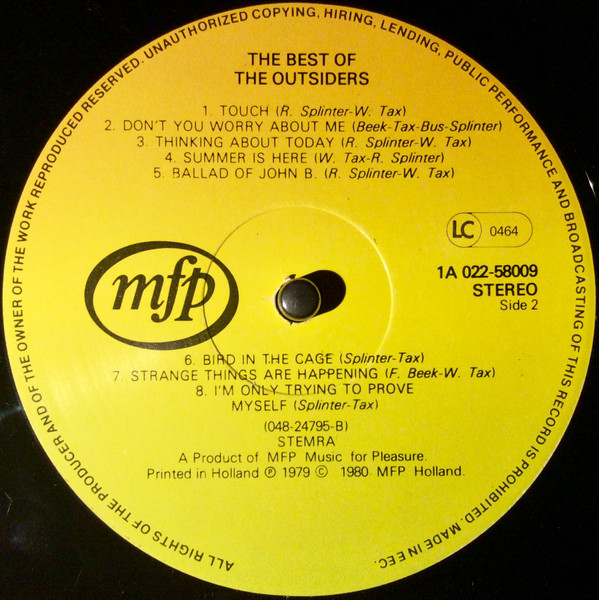 ALL RIGHTS OF THE PRODUCER AND OF THE OWNER OF THE WORK REPRODUCED RESERVED. UNAUTHORIZED COPYING, HIRING, LENDING, PUBLIC PERFORMANCE AND BROADCASTING OF THIS RECORD IS PROHIBITED. MADE IN EEC.
THE BEST OF
THE OUTSIDERS
1. TOUCH (R. Splinter-W. Tax)
2. DON'T YOU WORRY ABOUT ME (Beek-Tax-Bus-Splinter)
3. THINKING ABOUT TODAY (R. Splinter-W. Tax)
4. SUMMER IS HERE (W. Tax-R. Splinter)
5. BALLAD OF JOHN B. (R. Splinter-W. Tax)
LC 0464
mfp
1A 022-58009
STEREO
Side 2
6. BIRD IN THE CAGE (Splinter-Tax)
7. STRANGE THINGS ARE HAPPENING (F. Beek-W. Tax)
8. I'M ONLY TRYING TO PROVE
MYSELF (Splinter-Tax)
(048-24795-B)
STEMRA
A Product of MFP Music for Pleasure.
Printed in Holland ℗ 1979 © 1980 MFP Holland.